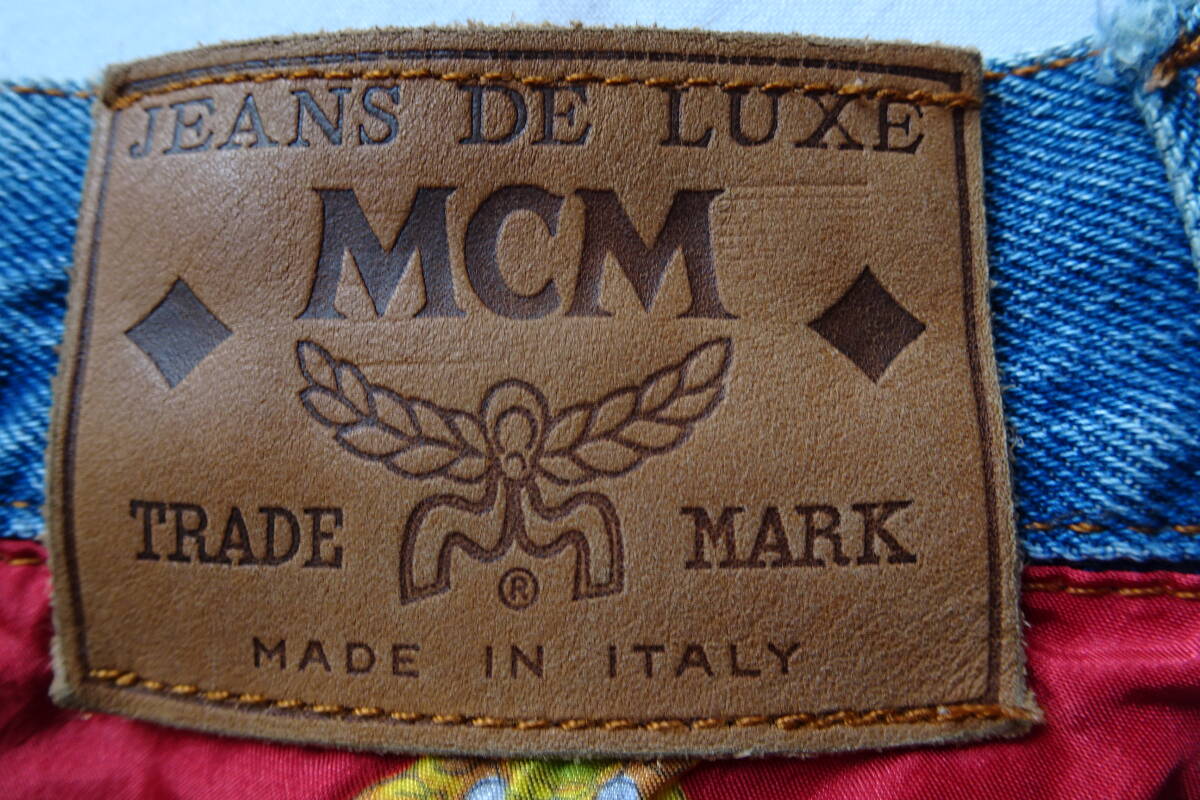 JEANS DE LUXE
MCM
TRADE MARK
®
MADE IN ITALY